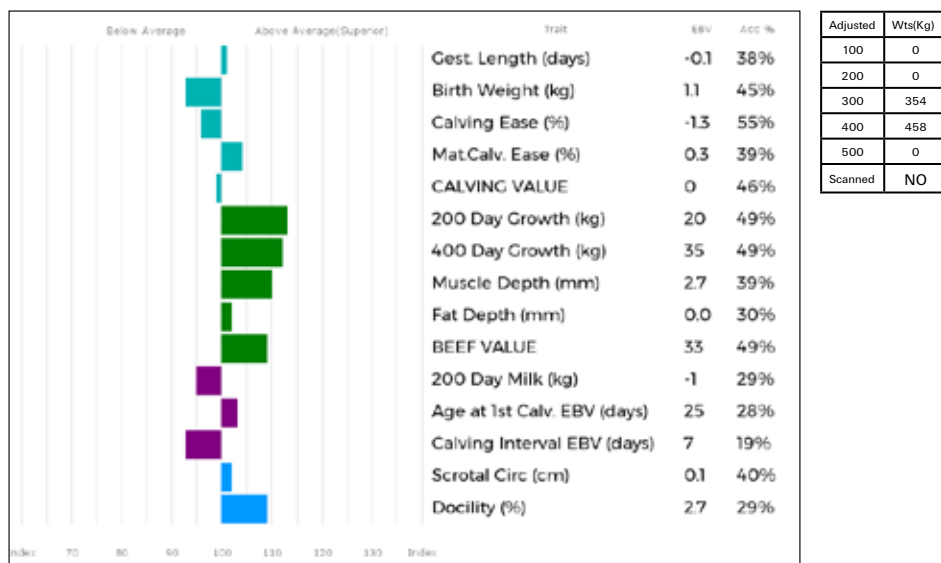 Below Average Above Average(Superior) Trait EBV Acc %
Gest. Length (days) -0.1 38%
Birth Weight (kg) 1.1 45%
Calving Ease (%) -1.3 55%
Mat.Calv. Ease (%) 0.3 39%
CALVING VALUE 0 46%
200 Day Growth (kg) 20 49%
400 Day Growth (kg) 35 49%
Muscle Depth (mm) 2.7 39%
Fat Depth (mm) 0.0 30%
BEEF VALUE 33 49%
200 Day Milk (kg) -1 29%
Age at 1st Calv. EBV (days) 25 28%
Calving Interval EBV (days) 7 19%
Scrotal Circ (cm) 0.1 40%
Docility (%) 2.7 29%
ndex 70 80 90 100 110 120 130 Index
Adjusted Wts(Kg)
100 0
200 0
300 354
400 458
500 0
Scanned NO